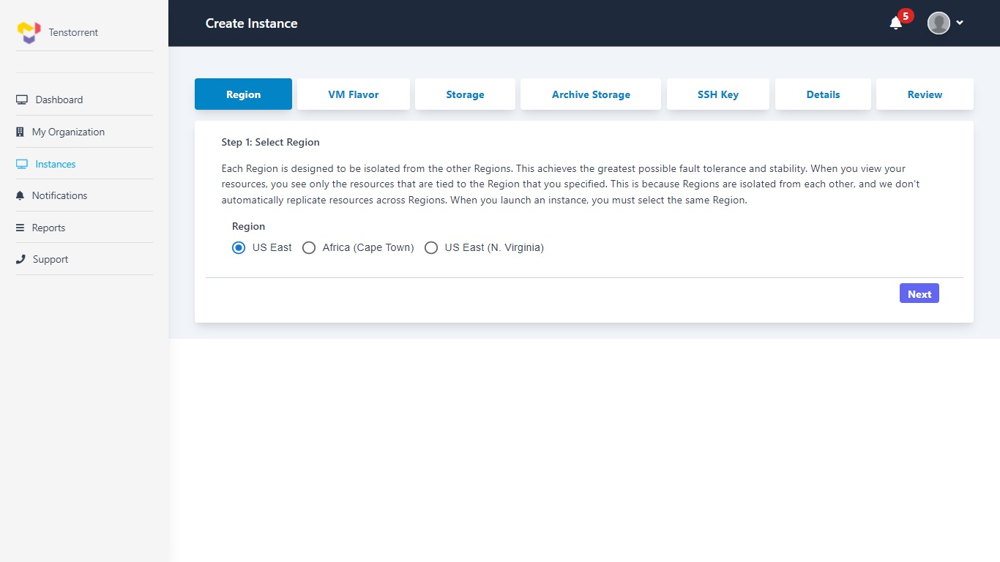 Tenstorrent
Dashboard
My Organization
Instances
Notifications
Reports
Support
Create Instance
5
Region
VM Flavor
Storage
Archive Storage
SSH Key
Details
Review
Step 1: Select Region
Each Region is designed to be isolated from the other Regions. This achieves the greatest possible fault tolerance and stability. When you view your
resources, you see only the resources that are tied to the Region that you specified. This is because Regions are isolated from each other, and we don't
automatically replicate resources across Regions. When you launch an instance, you must select the same Region.
Region
US East
Africa (Cape Town)
US East (N. Virginia)
Next